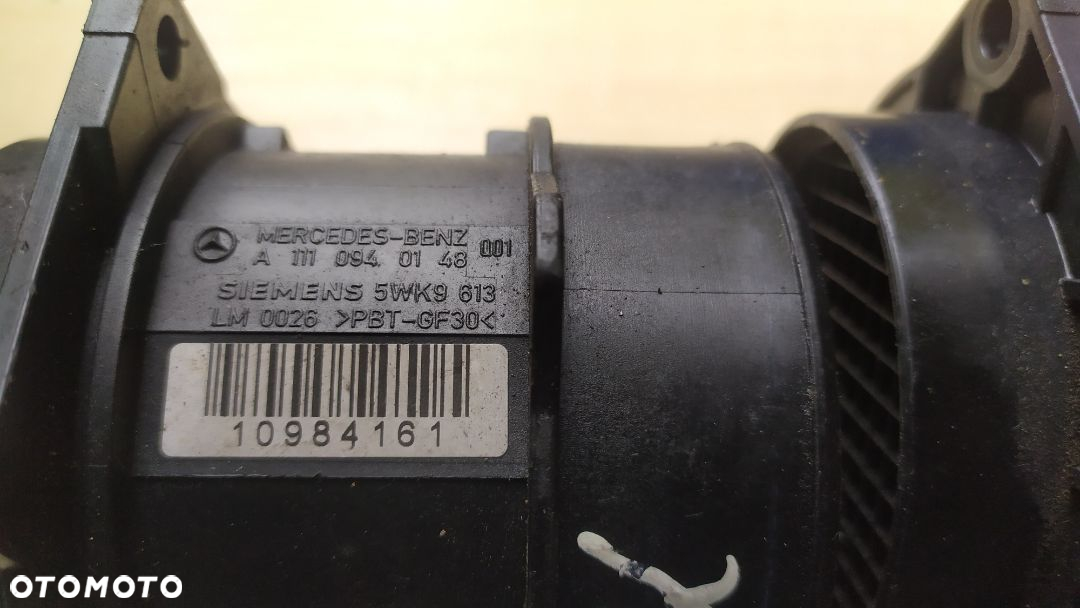 MERCEDES-BENZ
A 111 094 01 48 001
SIEMENS 5WK9 613
LM 0026 >PBT-GF30<
10984161
OTOMOTO